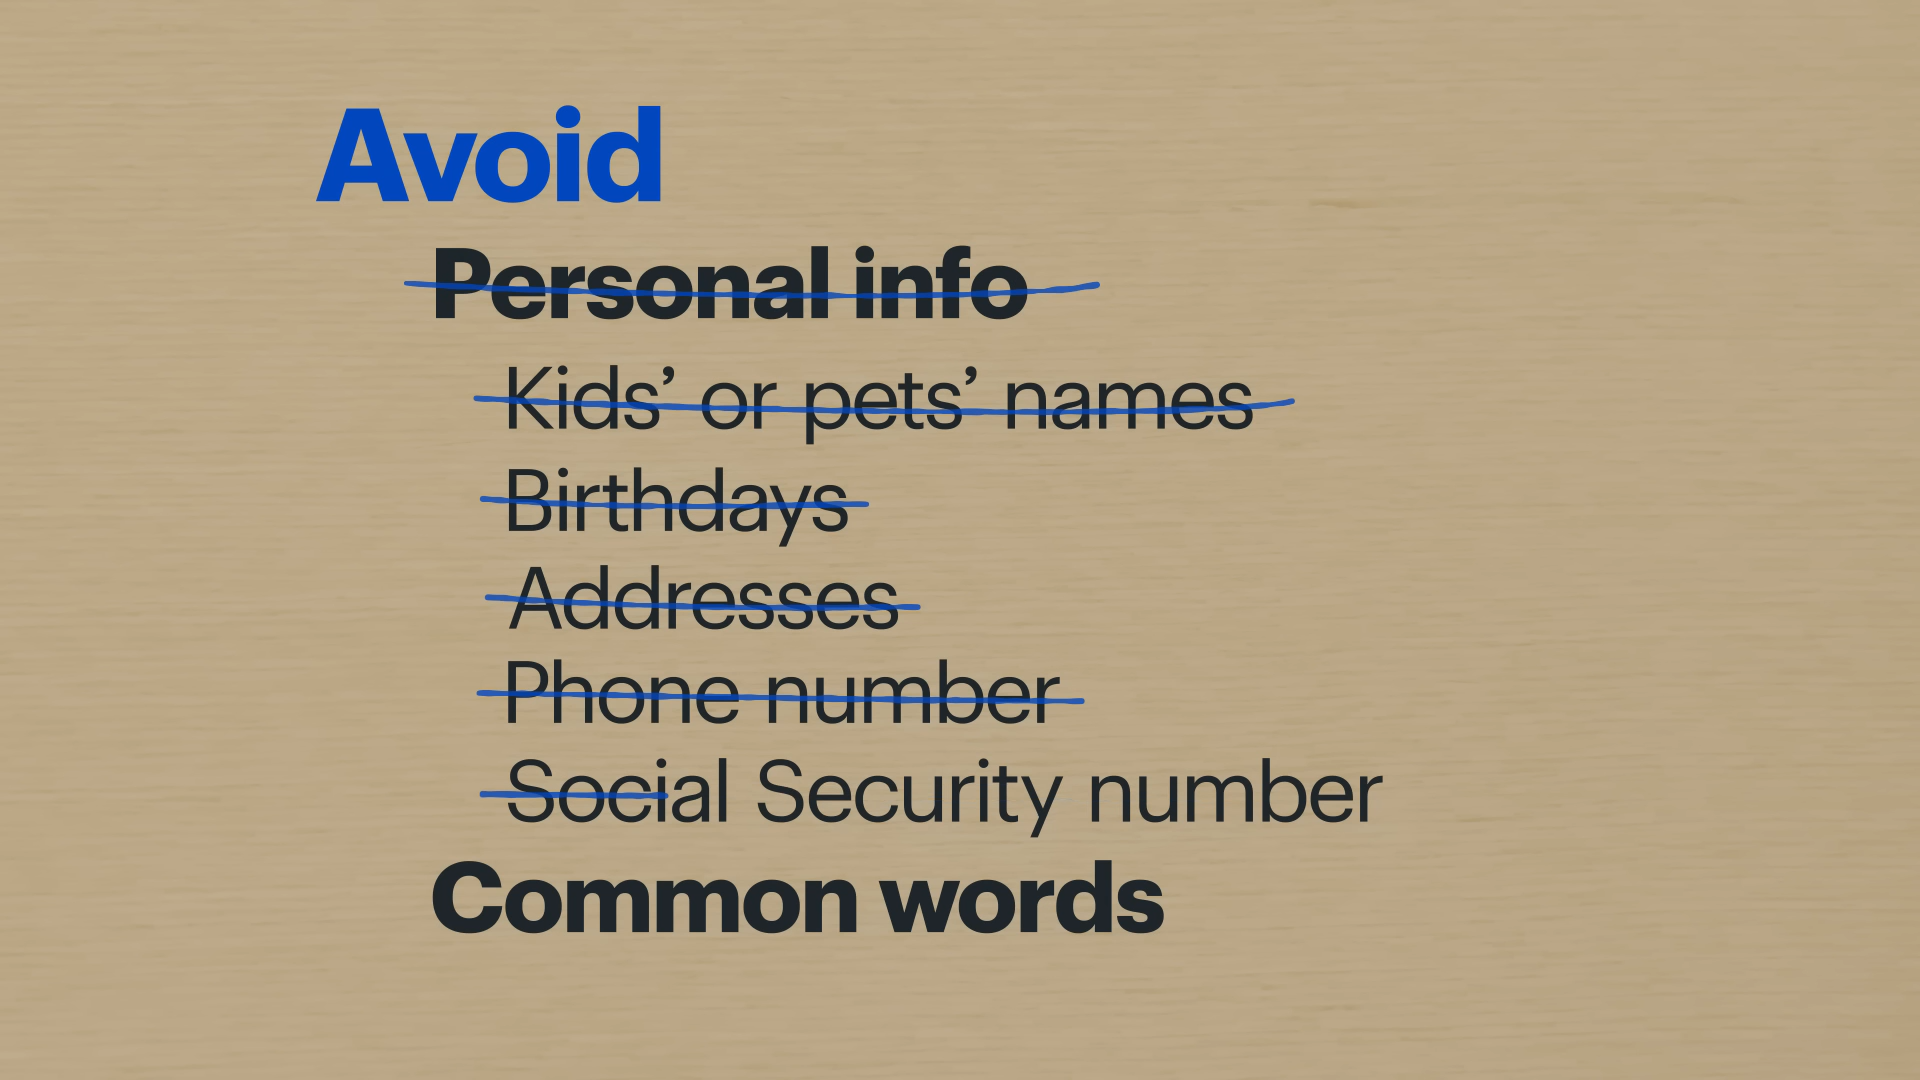 Avoid
Personal info
Kids’ or pets’ names
Birthdays
Addresses
Phone number
Social Security number
Common words